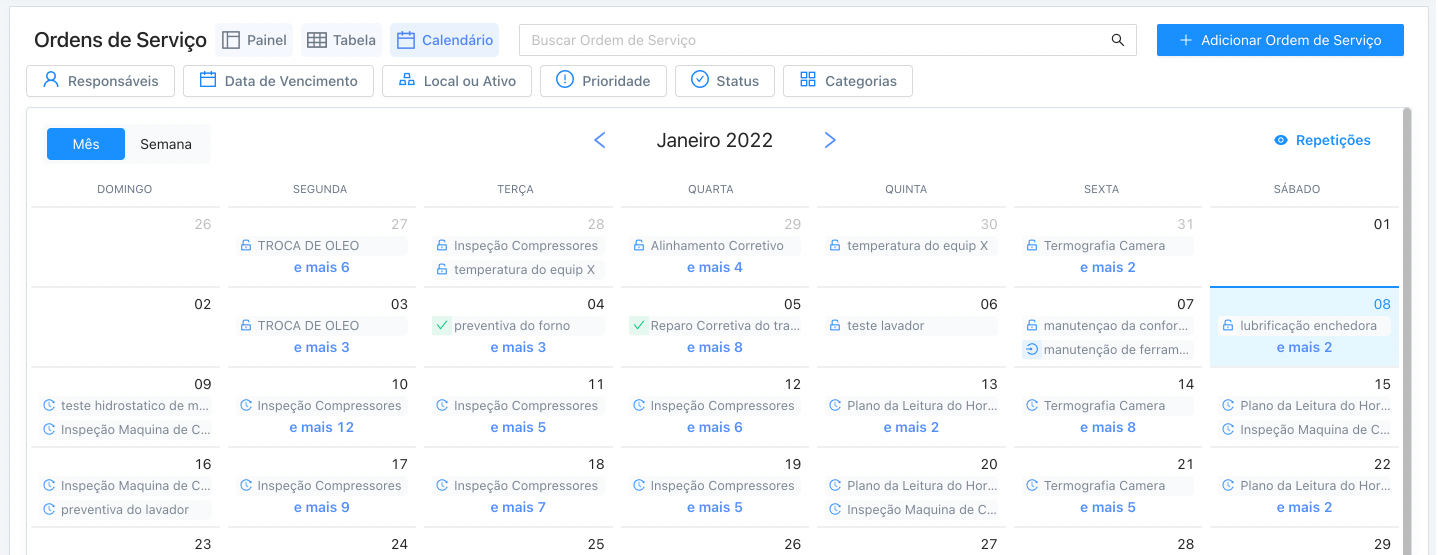 Ordens de Serviço Painel Tabela Calendário Buscar Ordem de Serviço + Adicionar Ordem de Serviço
Responsáveis Data de Vencimento Local ou Ativo Prioridade Status Categorias
Mês Semana Janeiro 2022 Repetições
DOMINGO SEGUNDA TERÇA QUARTA QUINTA SEXTA SÁBADO
26 27 28 29 30 31 01
TROCA DE OLEO Inspeção Compressores Alinhamento Corretivo temperatura do equip X Termografia Camera
e mais 6 temperatura do equip X e mais 4 e mais 2
02 03 04 05 06 07 08
TROCA DE OLEO preventiva do forno Reparo Corretiva do tra... teste lavador manutençao da confor... lubrificação enchedora
e mais 3 e mais 3 e mais 8 manutenção de ferram... e mais 2
09 10 11 12 13 14 15
teste hidrostatico de m... Inspeção Compressores Inspeção Compressores Inspeção Compressores Plano da Leitura do Hor... Termografia Camera Plano da Leitura do Hor...
Inspeção Maquina de C... e mais 12 e mais 5 e mais 6 e mais 2 e mais 8 Inspeção Maquina de C...
16 17 18 19 20 21 22
Inspeção Maquina de C... Inspeção Compressores Inspeção Compressores Inspeção Compressores Plano da Leitura do Hor... Termografia Camera Plano da Leitura do Hor...
preventiva do lavador e mais 9 e mais 7 e mais 5 Inspeção Maquina de C... e mais 5 e mais 2
23 24 25 26 27 28 29